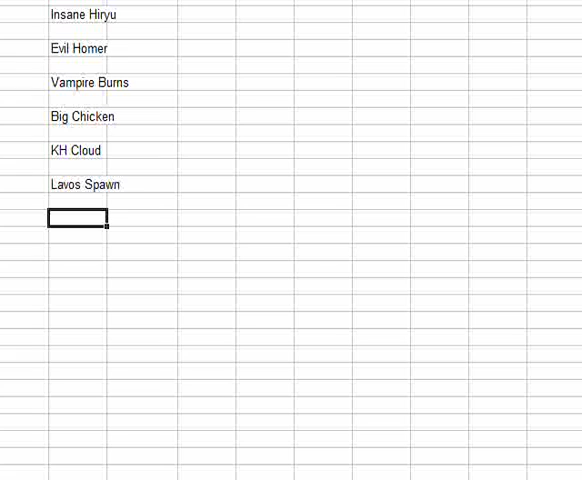 Insane Hiryu
Evil Homer
Vampire Burns
Big Chicken
KH Cloud
Lavos Spawn